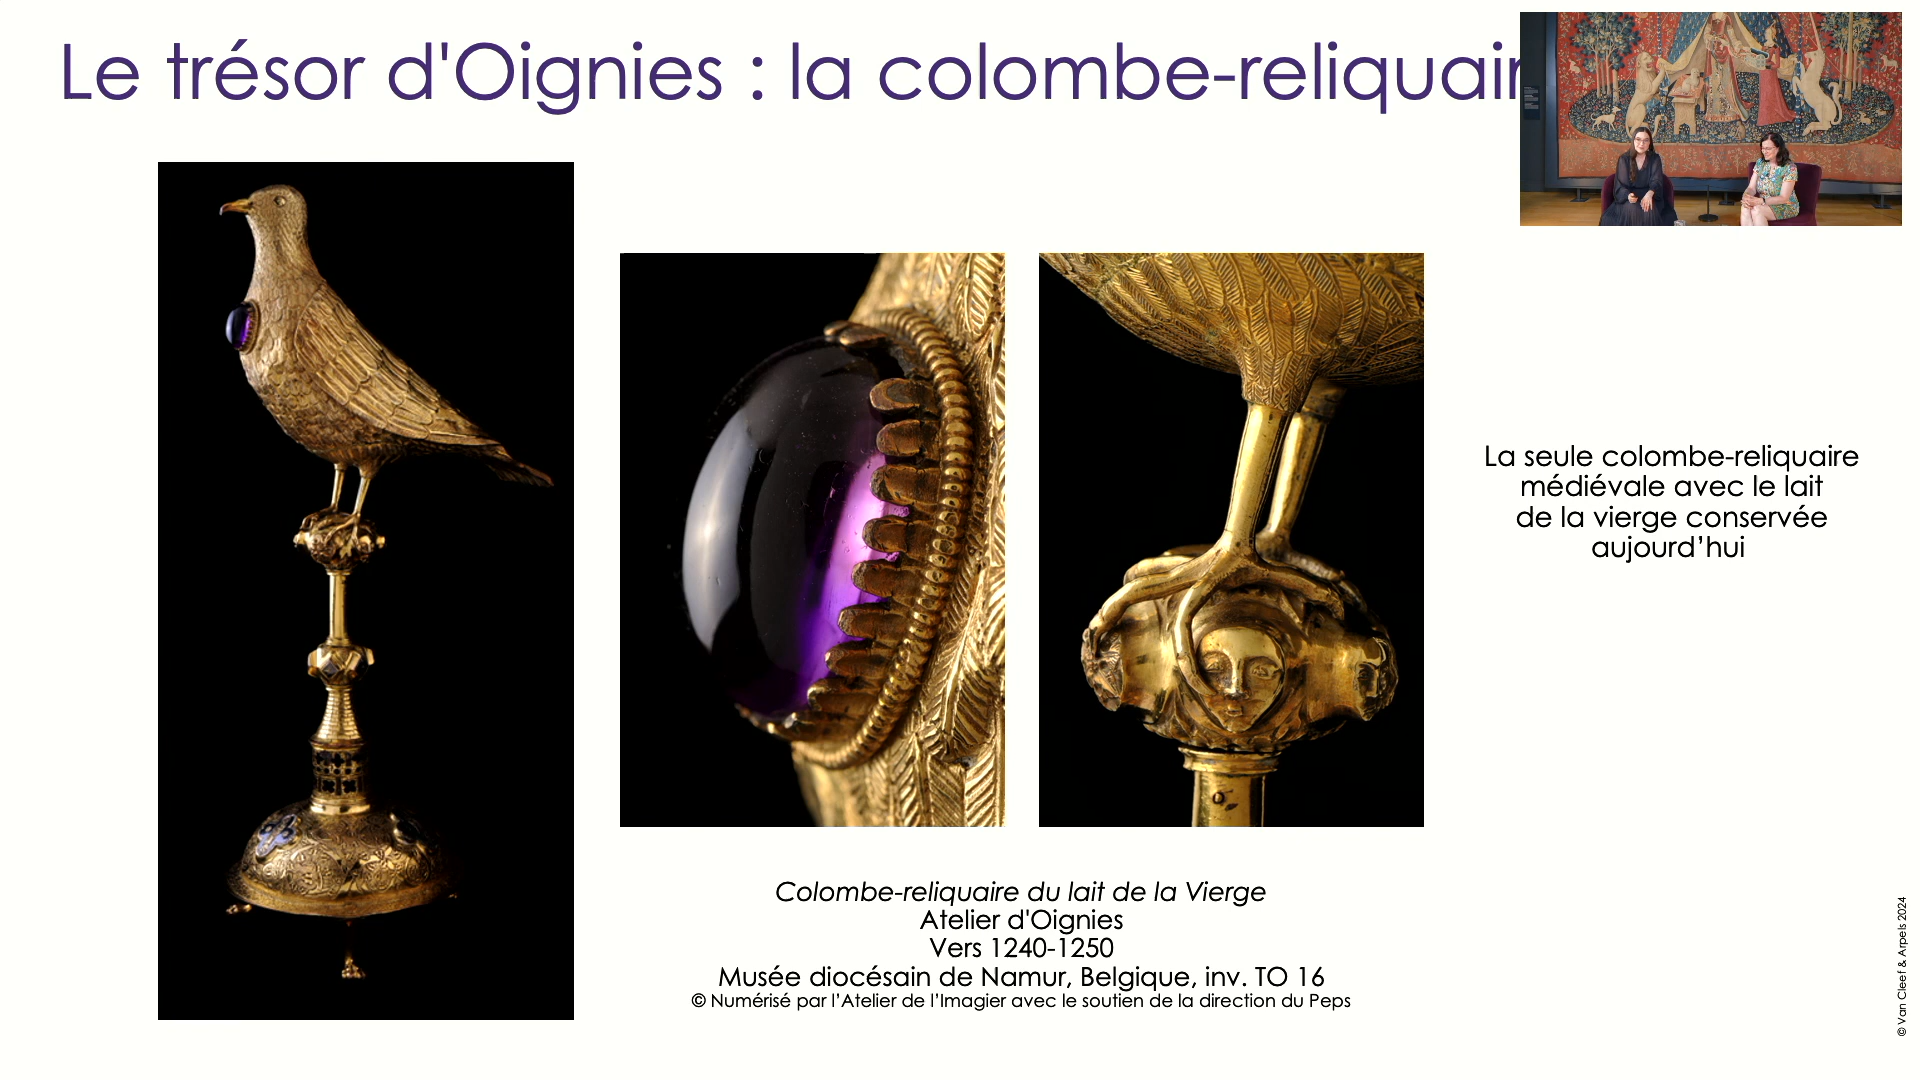 Le trésor d'Oignies : la colombe-reliquair
La seule colombe-reliquaire
médiévale avec le lait
de la vierge conservée
aujourd’hui
Colombe-reliquaire du lait de la Vierge
Atelier d'Oignies
Vers 1240-1250
Musée diocésain de Namur, Belgique, inv. TO 16
© Numérisé par l’Atelier de l’Imagier avec le soutien de la direction du Peps
© Van Cleef & Arpels 2024